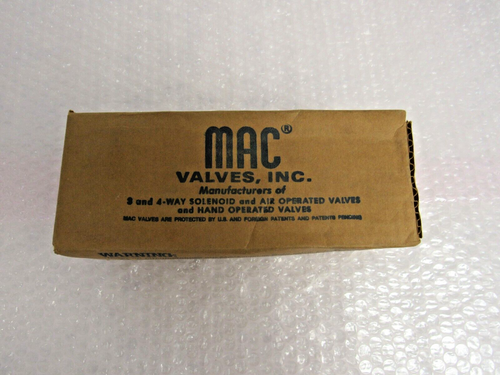 MAC®
VALVES, INC.
Manufacturers of
3 and 4-WAY SOLENOID and AIR OPERATED VALVES
and HAND OPERATED VALVES
MAC VALVES ARE PROTECTED BY U.S. AND FOREIGN PATENTS AND PATENTS PENDING
WARNING: